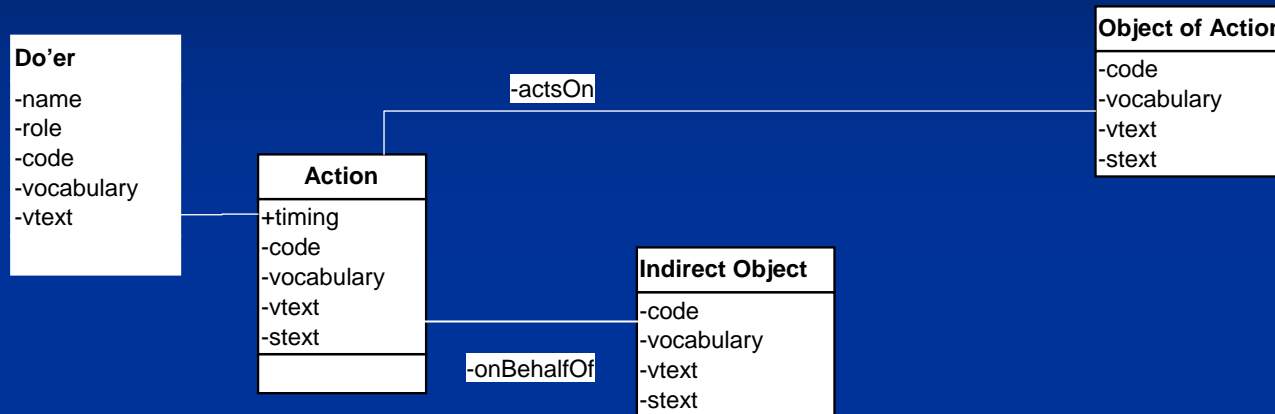 Do’er
-name
-role
-code
-vocabulary
-vtext
-actsOn
Object of Action
-code
-vocabulary
-vtext
-stext
Action
+timing
-code
-vocabulary
-vtext
-stext
-onBehalfOf
Indirect Object
-code
-vocabulary
-vtext
-stext